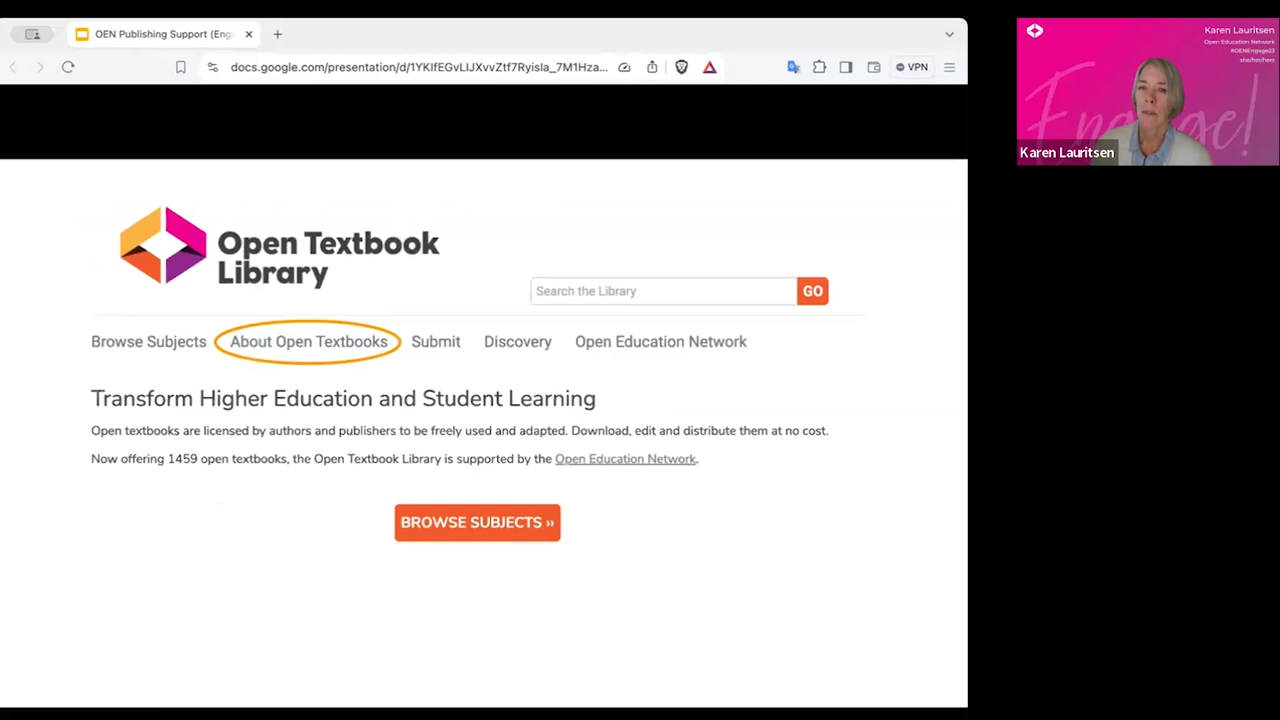 OEN Publishing Support (Eng
docs.google.com/presentation/d/1YKIfEGvLIJXvvZtf7Ryisla_7M1Hza...
VPN
Open Textbook
Library
Search the Library
GO
Browse Subjects
About Open Textbooks
Submit
Discovery
Open Education Network
Transform Higher Education and Student Learning
Open textbooks are licensed by authors and publishers to be freely used and adapted. Download, edit and distribute them at no cost.
Now offering 1459 open textbooks, the Open Textbook Library is supported by the Open Education Network.
BROWSE SUBJECTS ››
Karen Lauritsen
Open Education Network
#OENEngage23
she/her/hers
Engage!
Karen Lauritsen